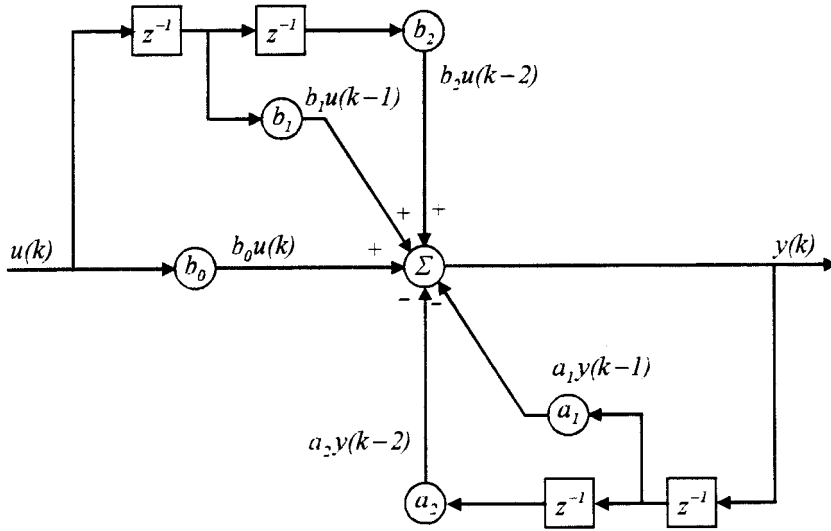 z⁻¹
z⁻¹
b₂
b₂u(k−2)
b₁u(k−1)
b₁
+
+
u(k)
b₀u(k)
+
y(k)
b₀
Σ
−
−
a₁y(k−1)
a₁
a₂y(k−2)
a₂
z⁻¹
z⁻¹